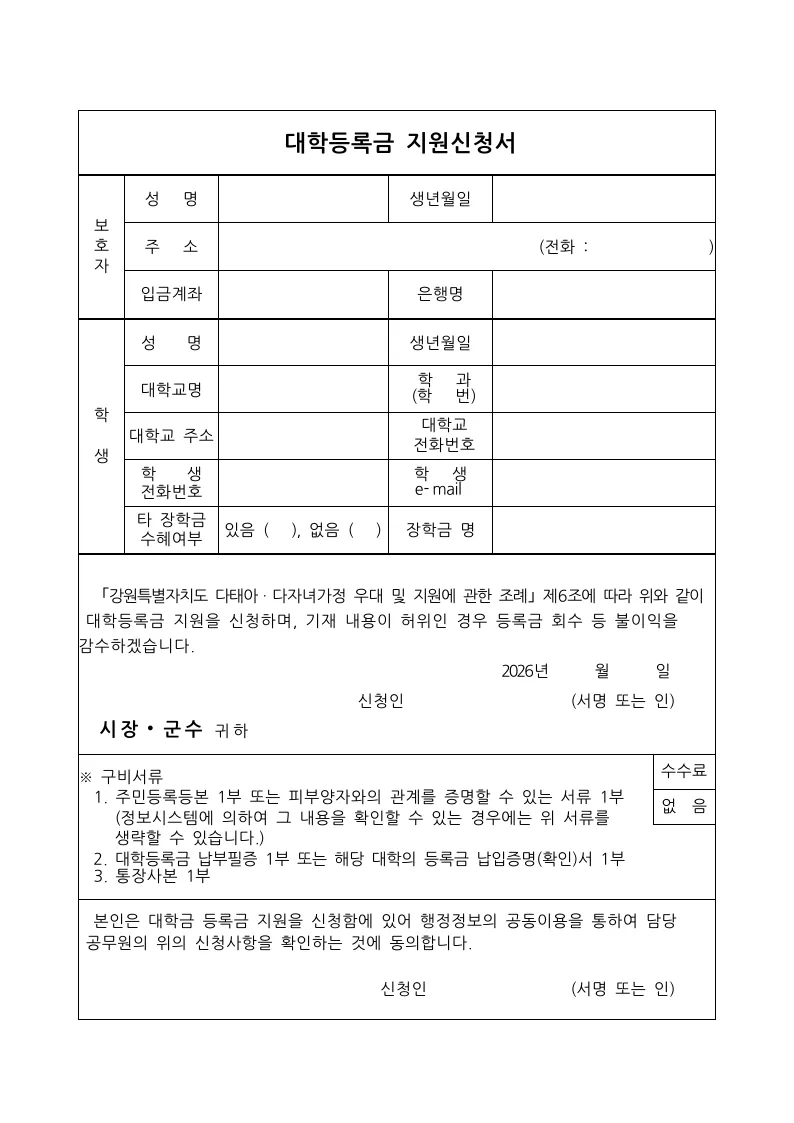 대학등록금 지원신청서
보호자
성 명
생년월일
주 소
(전화 : )
입금계좌
은행명
학생
성 명
생년월일
대학교명
학 과
(학 번)
대학교 주소
대학교
전화번호
학 생
전화번호
학 생
e-mail
타 장학금
수혜여부
있음 ( ), 없음 ( )
장학금 명
「강원특별자치도 다태아·다자녀가정 우대 및 지원에 관한 조례」제6조에 따라 위와 같이
대학등록금 지원을 신청하며, 기재 내용이 허위인 경우 등록금 회수 등 불이익을
감수하겠습니다.
2026년 월 일
신청인 (서명 또는 인)
시장·군수 귀하
※ 구비서류
1. 주민등록등본 1부 또는 피부양자와의 관계를 증명할 수 있는 서류 1부
(정보시스템에 의하여 그 내용을 확인할 수 있는 경우에는 위 서류를
생략할 수 있습니다.)
2. 대학등록금 납부필증 1부 또는 해당 대학의 등록금 납입증명(확인)서 1부
3. 통장사본 1부
수수료
없 음
본인은 대학금 등록금 지원을 신청함에 있어 행정정보의 공동이용을 통하여 담당
공무원의 위의 신청사항을 확인하는 것에 동의합니다.
신청인 (서명 또는 인)